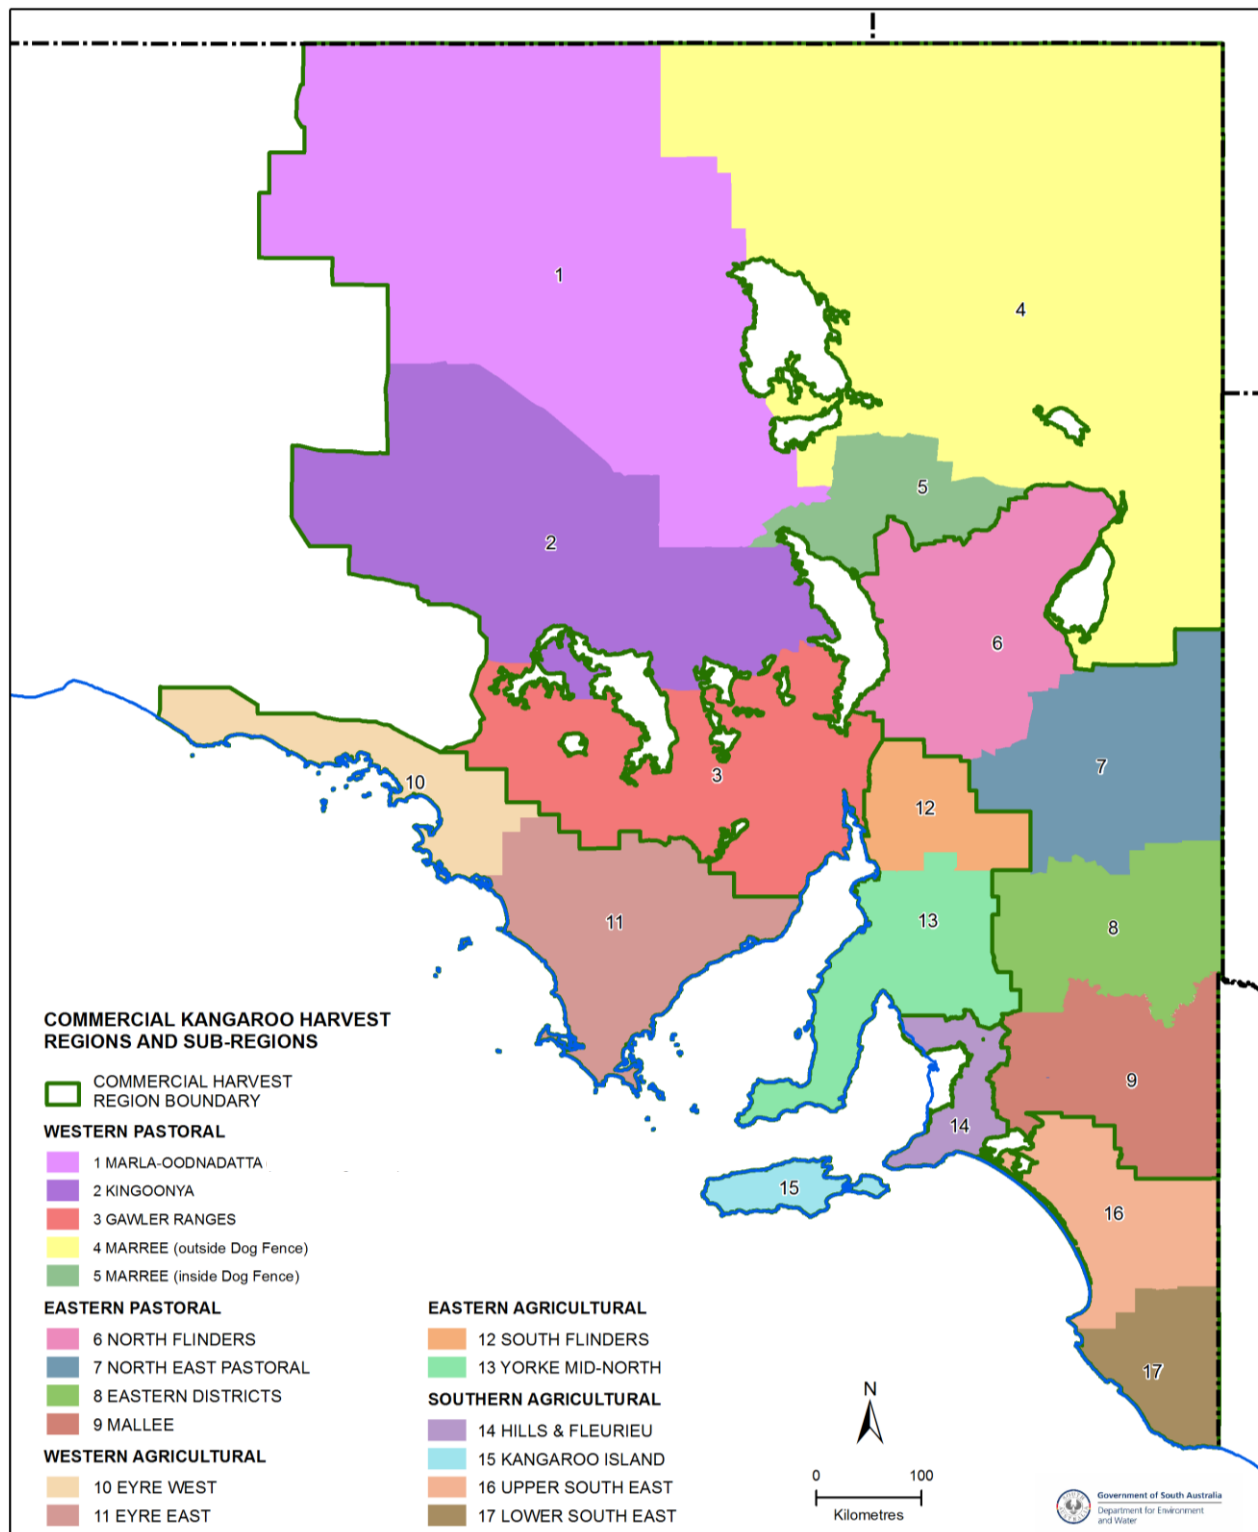 1
4
5
2
6
7
3
10
12
11
13
8
9
14
15
16
17
COMMERCIAL KANGAROO HARVEST
REGIONS AND SUB-REGIONS
COMMERCIAL HARVEST
REGION BOUNDARY
WESTERN PASTORAL
1 MARLA-OODNADATTA
2 KINGOONYA
3 GAWLER RANGES
4 MARREE (outside Dog Fence)
5 MARREE (inside Dog Fence)
EASTERN PASTORAL
6 NORTH FLINDERS
7 NORTH EAST PASTORAL
8 EASTERN DISTRICTS
9 MALLEE
WESTERN AGRICULTURAL
10 EYRE WEST
11 EYRE EAST
EASTERN AGRICULTURAL
12 SOUTH FLINDERS
13 YORKE MID-NORTH
SOUTHERN AGRICULTURAL
14 HILLS & FLEURIEU
15 KANGAROO ISLAND
16 UPPER SOUTH EAST
17 LOWER SOUTH EAST
N
0 100
Kilometres
Government of South Australia
Department for Environment
and Water